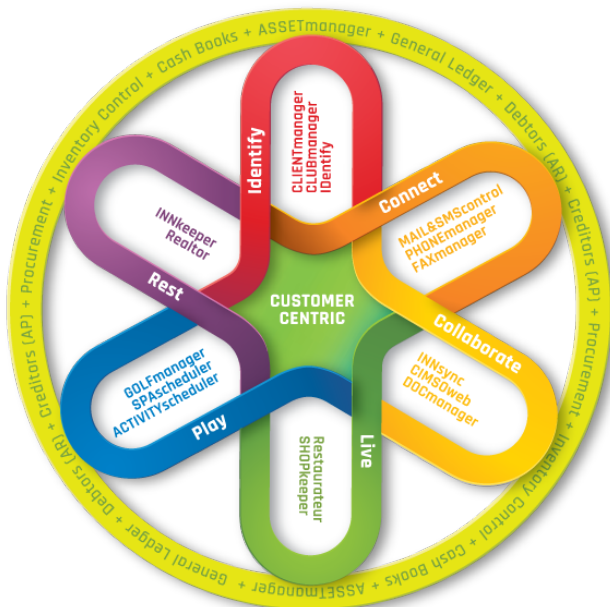 Procurement + Inventory Control + Cash Books + ASSETmanager + General Ledger + Debtors (AR) + Creditors (AP) + Procurement + Inventory Control + Cash Books + ASSETmanager + General Ledger + Debtors (AR) + Creditors (AP) +
Identify
CLIENTmanager
CLUBmanager
IDentify
Connect
MAIL&SMScontrol
PHONEmanager
FAXmanager
Collaborate
INNsync
CIMSOweb
DOCmanager
Live
Restaurateur
SHOPkeeper
Play
GOLFmanager
SPAscheduler
ACTIVITYscheduler
Rest
INNkeeper
Realtor
CUSTOMER
CENTRIC